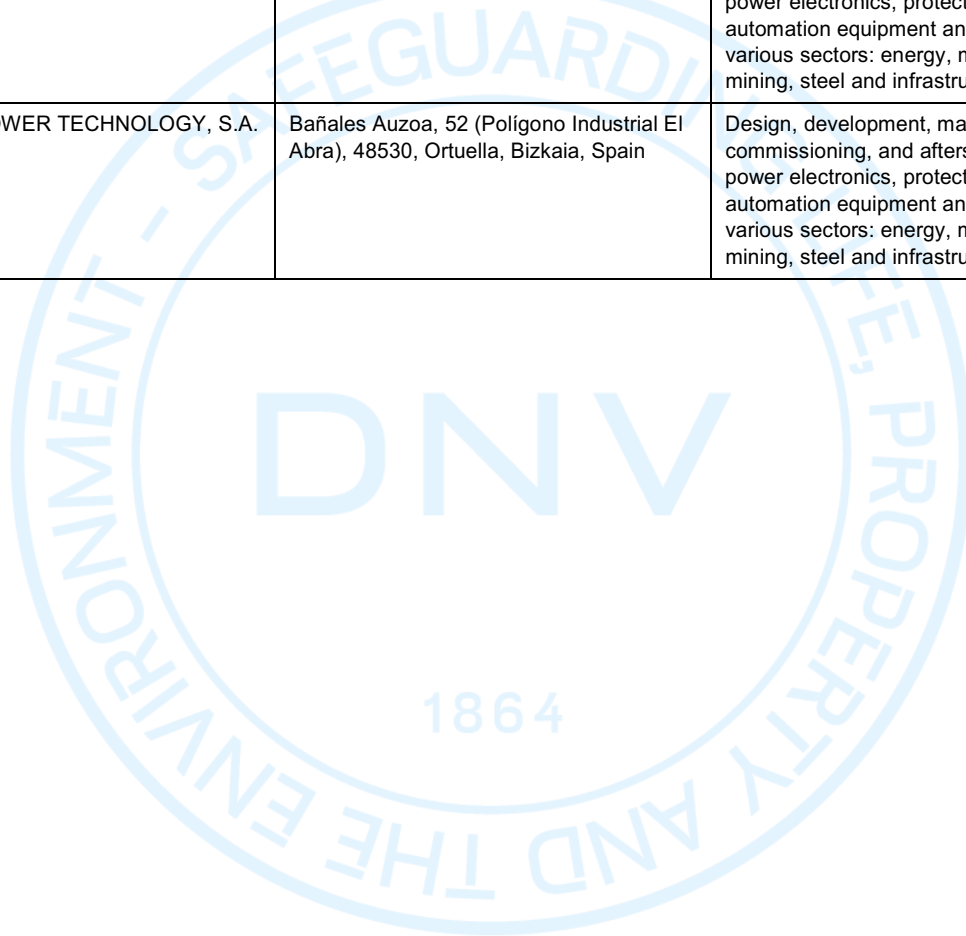 power electronics, protect
automation equipment an
various sectors: energy, m
mining, steel and infrastru
WER TECHNOLOGY, S.A.
Bañales Auzoa, 52 (Polígono Industrial El
Abra), 48530, Ortuella, Bizkaia, Spain
Design, development, ma
commissioning, and afters
power electronics, protect
automation equipment an
various sectors: energy, m
mining, steel and infrastru
SAFEGUARDING LIFE, PROPERTY AND THE ENVIRONMENT -
DNV
1864